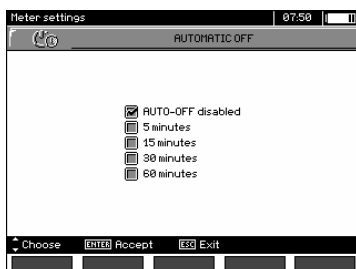 Meter settings 07:50
AUTOMATIC OFF
AUTO-OFF disabled
5 minutes
15 minutes
30 minutes
60 minutes
Choose ENTER Accept ESC Exit